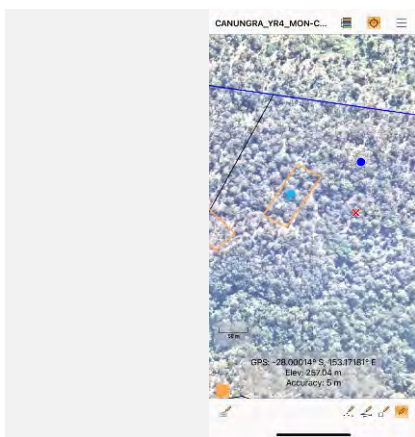 CANUNGRA_YR4_MON-C...
50 m
GPS: -28.00014° S, 153.17181° E
Elev: 257.04 m
Accuracy: 5 m